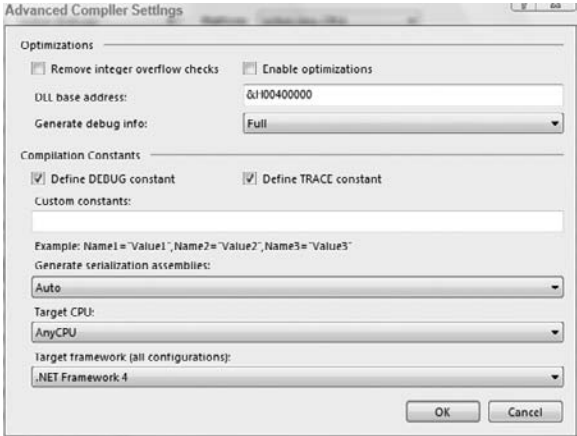 Advanced Compiler Settings
Optimizations
Remove integer overflow checks
Enable optimizations
DLL base address:
&H00400000
Generate debug info:
Full
Compilation Constants
Define DEBUG constant
Define TRACE constant
Custom constants:
Example: Name1="Value1",Name2="Value2",Name3="Value3"
Generate serialization assemblies:
Auto
Target CPU:
AnyCPU
Target framework (all configurations):
.NET Framework 4
OK
Cancel